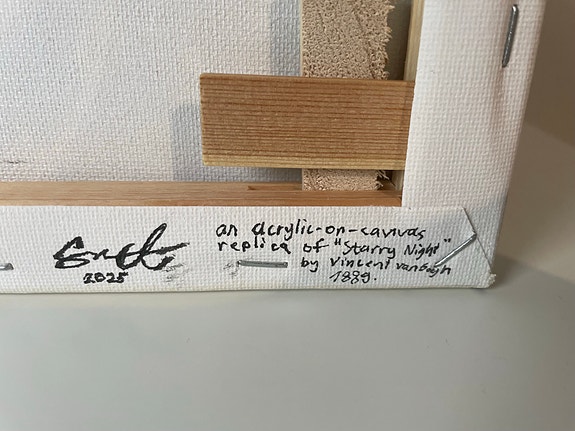 2025
an acrylic-on-canvas
replica of "Starry Night"
by Vincent van Gogh
1889.